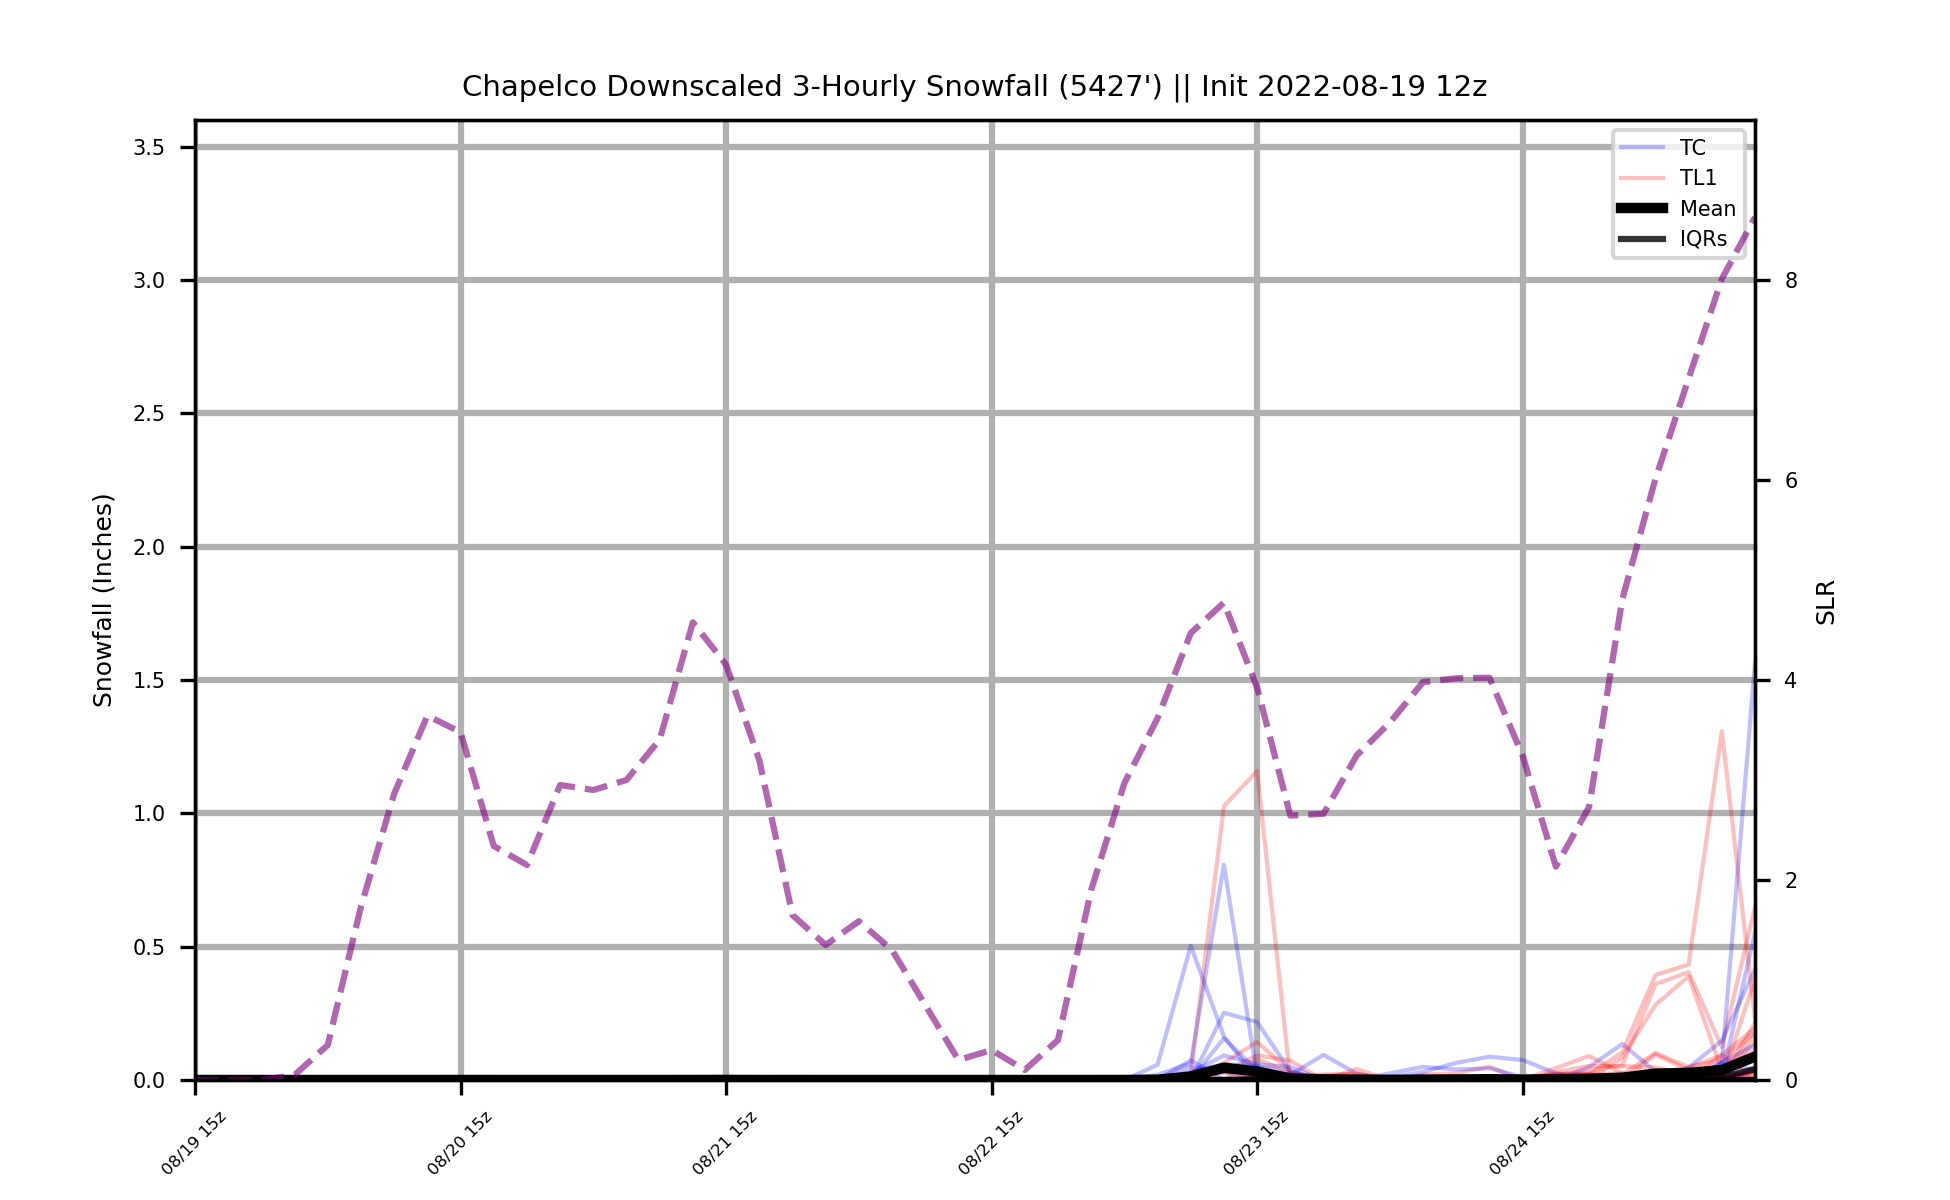 Chapelco Downscaled 3-Hourly Snowfall (5427') || Init 2022-08-19 12z
TC
TL1
Mean
IQRs
3.5
3.0
2.5
2.0
1.5
1.0
0.5
0.0
Snowfall (Inches)
8
6
4
2
0
SLR
08/19 15z
08/20 15z
08/21 15z
08/22 15z
08/23 15z
08/24 15z